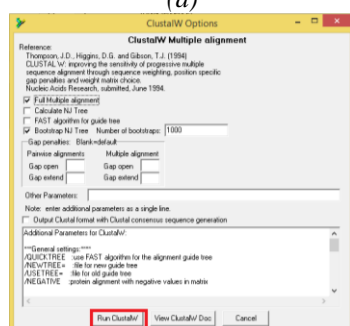 (a)
ClustalW Options
ClustalW Multiple alignment
Reference:
Thompson, J.D., Higgins, D.G. and Gibson, T.J. (1994)
CLUSTAL W: improving the sensitivity of progressive multiple
sequence alignment through sequence weighting, position specific
gap penalties and weight matrix choice.
Nucleic Acids Research, submitted, June 1994.
Full Multiple alignment
Calculate NJ Tree
FAST algorithm for guide tree
Bootstrap NJ Tree Number of bootstraps: 1000
Gap penalties: Blank=default
Pairwise alignments Multiple alignment
Gap open Gap open
Gap extend Gap extend
Other Parameters:
Note: enter additional parameters as a single line.
Output Clustal format with Clustal consensus sequence generation
Additional Parameters for ClustalW:
***General settings:****
/QUICKTREE :use FAST algorithm for the alignment guide tree
/NEWTREE= :file for new guide tree
/USETREE= :file for old guide tree
/NEGATIVE :protein alignment with negative values in matrix
Run ClustalW View ClustalW Doc Cancel